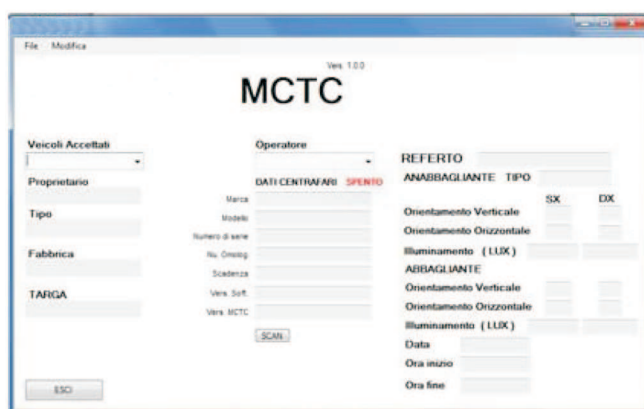 File Modifica
Vers. 1.0.0
MCTC
Veicoli Accettati
Proprietario
Tipo
Fabbrica
TARGA
ESCI
Operatore
DATI CENTRAFARI SPENTO
Marca
Modello
Numero di serie
Nu. Omolog.
Scadenza
Vers. Soft.
Vers. MCTC
SCAN
REFERTO
ANABBAGLIANTE TIPO
SX DX
Orientamento Verticale
Orientamento Orizzontale
Illuminamento ( LUX )
ABBAGLIANTE
Orientamento Verticale
Orientamento Orizzontale
Illuminamento ( LUX )
Data
Ora inizio
Ora fine